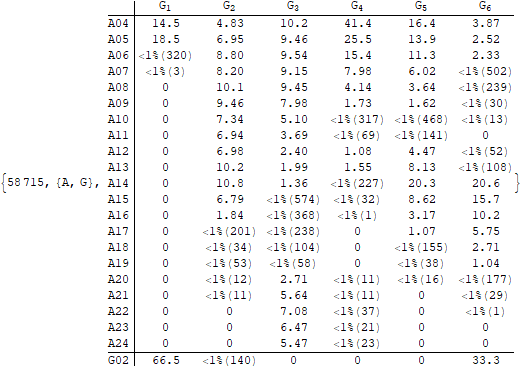 G1 G2 G3 G4 G5 G6
A04 14.5 4.83 10.2 41.4 16.4 3.87
A05 18.5 6.95 9.46 25.5 13.9 2.52
A06 <1%(320) 8.80 9.54 15.4 11.3 2.33
A07 <1%(3) 8.20 9.15 7.98 6.02 <1%(502)
A08 0 10.1 9.45 4.14 3.64 <1%(239)
A09 0 9.46 7.98 1.73 1.62 <1%(30)
A10 0 7.34 5.10 <1%(317) <1%(468) <1%(13)
A11 0 6.94 3.69 <1%(69) <1%(141) 0
A12 0 6.98 2.40 1.08 4.47 <1%(52)
A13 0 10.2 1.99 1.55 8.13 <1%(108)
{58715, {A, G}, A14 0 10.8 1.36 <1%(227) 20.3 20.6 }
A15 0 6.79 <1%(574) <1%(32) 8.62 15.7
A16 0 1.84 <1%(368) <1%(1) 3.17 10.2
A17 0 <1%(201) <1%(238) 0 1.07 5.75
A18 0 <1%(34) <1%(104) 0 <1%(155) 2.71
A19 0 <1%(53) <1%(58) 0 <1%(38) 1.04
A20 0 <1%(12) 2.71 <1%(11) <1%(16) <1%(177)
A21 0 <1%(11) 5.64 <1%(11) 0 <1%(29)
A22 0 0 7.08 <1%(37) 0 <1%(1)
A23 0 0 6.47 <1%(21) 0 0
A24 0 0 5.47 <1%(23) 0 0
G02 66.5 <1%(140) 0 0 0 33.3